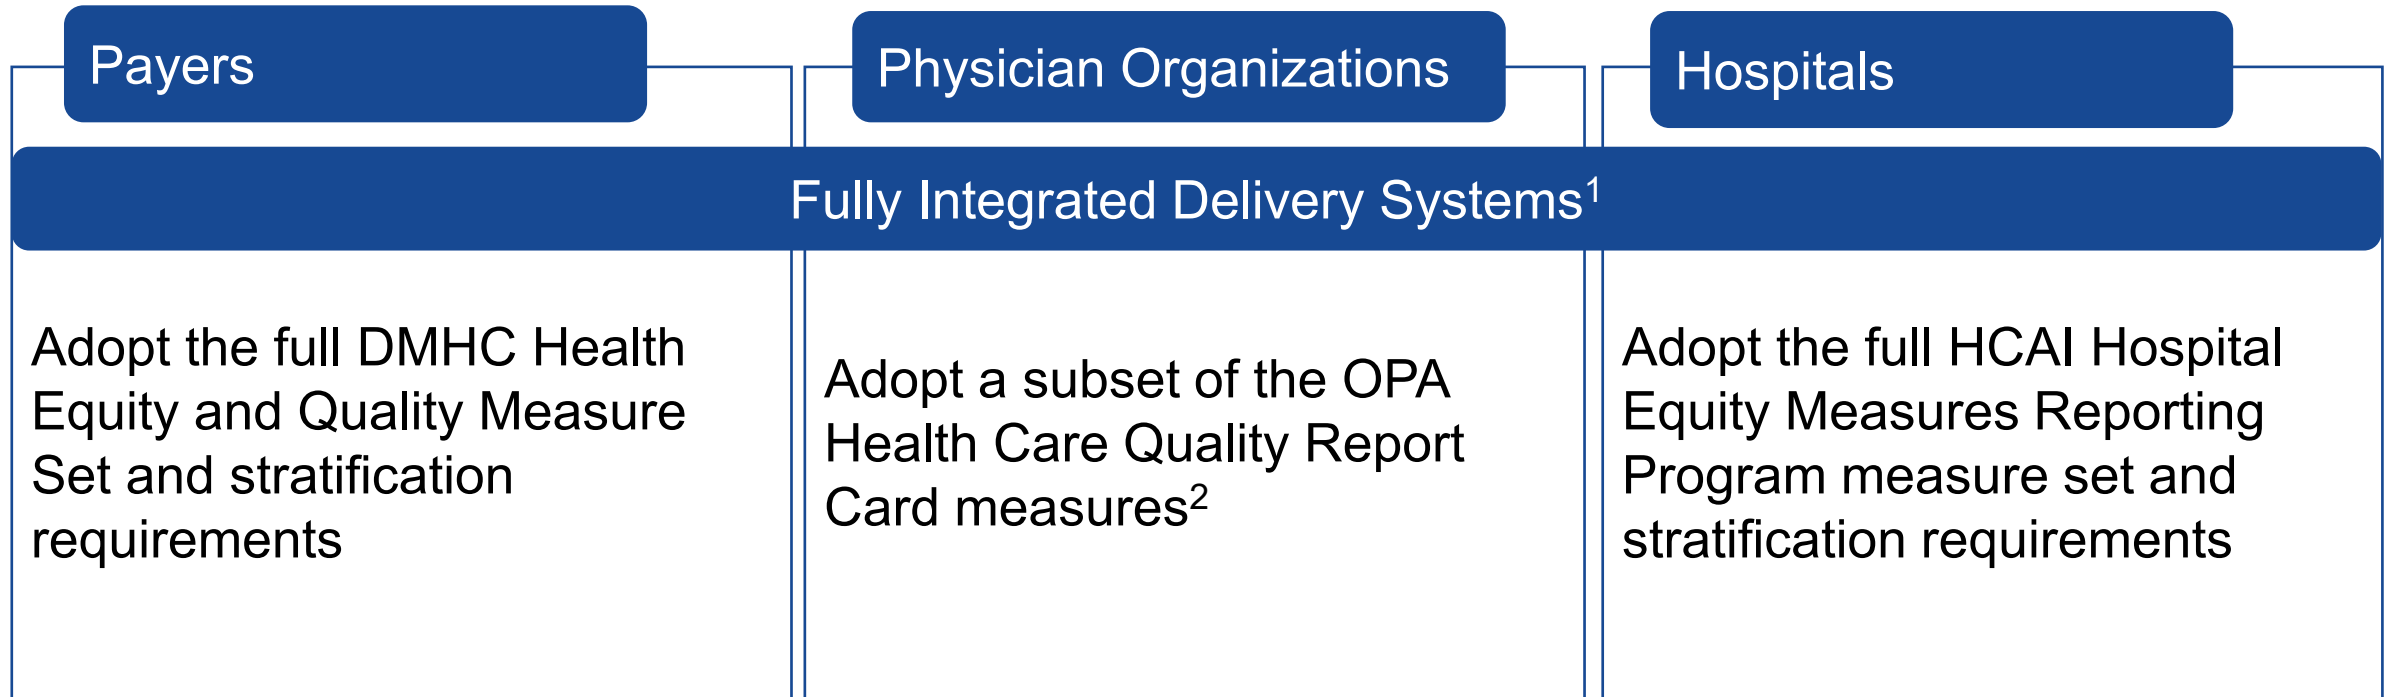 Payers
Physician Organizations
Hospitals
Fully Integrated Delivery Systems¹
Adopt the full DMHC Health
Equity and Quality Measure
Set and stratification
requirements
Adopt a subset of the OPA
Health Care Quality Report
Card measures²
Adopt the full HCAI Hospital
Equity Measures Reporting
Program measure set and
stratification requirements